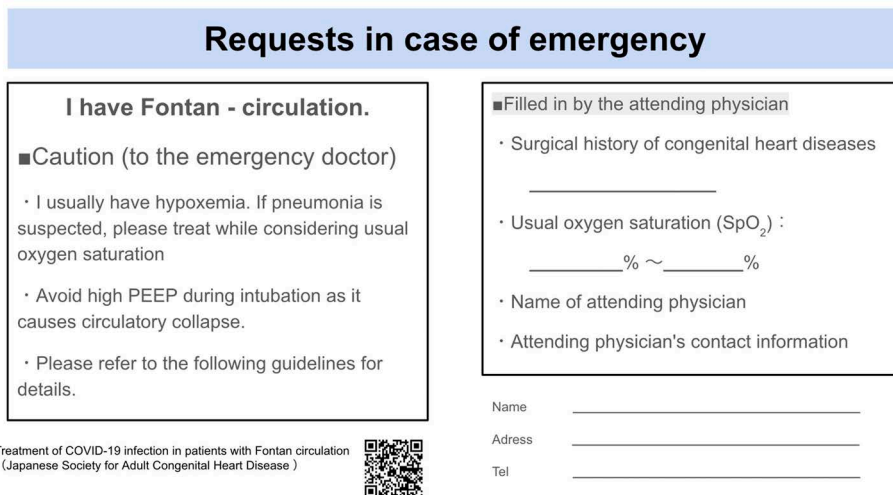 Requests in case of emergency
I have Fontan - circulation.
■Caution (to the emergency doctor)
・I usually have hypoxemia. If pneumonia is
suspected, please treat while considering usual
oxygen saturation
・Avoid high PEEP during intubation as it
causes circulatory collapse.
・Please refer to the following guidelines for
details.
Treatment of COVID-19 infection in patients with Fontan circulation
（Japanese Society for Adult Congenital Heart Disease ）
■Filled in by the attending physician
・Surgical history of congenital heart diseases
・Usual oxygen saturation (SpO₂)：
% ～ %
・Name of attending physician
・Attending physician's contact information
Name
Adress
Tel